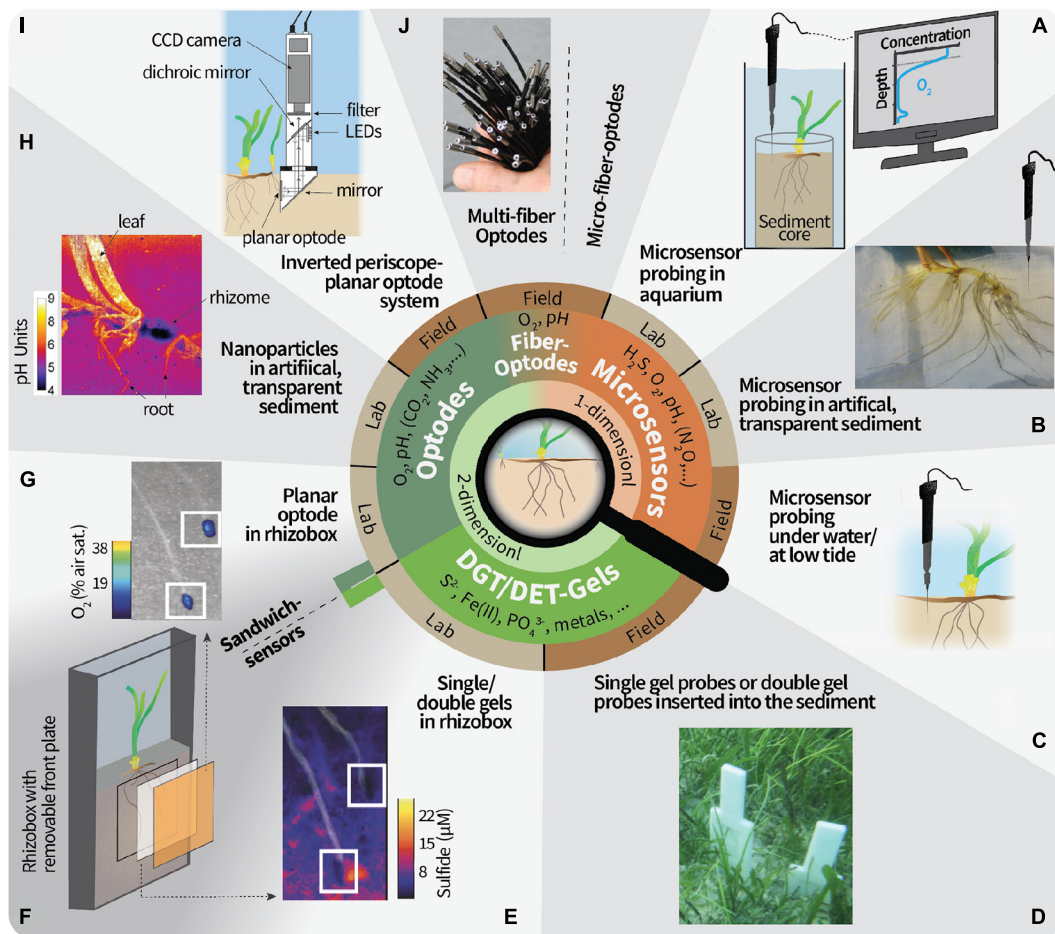 I
CCD camera
dichroic mirror
filter
LEDs
mirror
planar optode
Inverted periscope-
planar optode
system
J
Multi-fiber
Optodes
Micro-fiber-optodes
A
Concentration
Depth
O2
Sediment
core
Microsensor
probing in
aquarium
H
leaf
rhizome
root
pH Units
9
8
7
6
5
4
Nanoparticles
in artifiical,
transparent
sediment
B
Microsensor
probing in artifical,
transparent sediment
Field
Field
Lab
Lab
Lab
Lab
Field
Lab
Field
O2, pH
Fiber-
Optodes
Microsensors
H2S, O2, pH, (N2O,...)
1-dimensionl
Optodes
O2, pH, (CO2, NH3,...)
2-dimensionl
DGT/DET-Gels
S2-, Fe(II), PO43-, metals, ...
G
Planar
optode
in rhizobox
O2 (% air sat.)
38
19
Sandwich-
sensors
Microsensor
probing
under water/
at low tide
C
Single/
double gels
in rhizobox
Single gel probes or double gel
probes inserted into the sediment
Rhizobox with
removable front plate
Sulfide (µM)
22
15
8
F
E
D